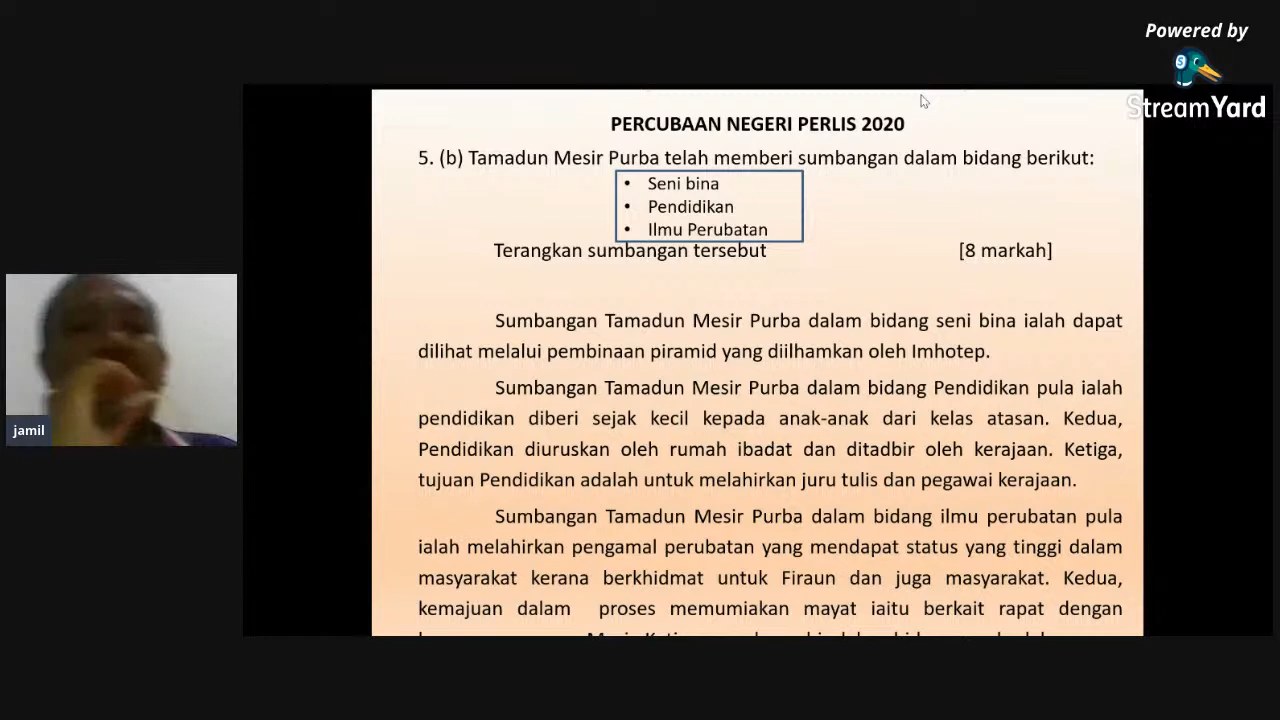 Powered by
StreamYard
PERCUBAAN NEGERI PERLIS 2020
5. (b) Tamadun Mesir Purba telah memberi sumbangan dalam bidang berikut:
• Seni bina
• Pendidikan
• Ilmu Perubatan
Terangkan sumbangan tersebut [8 markah]
Sumbangan Tamadun Mesir Purba dalam bidang seni bina ialah dapat
dilihat melalui pembinaan piramid yang diilhamkan oleh Imhotep.
Sumbangan Tamadun Mesir Purba dalam bidang Pendidikan pula ialah
pendidikan diberi sejak kecil kepada anak-anak dari kelas atasan. Kedua,
Pendidikan diuruskan oleh rumah ibadat dan ditadbir oleh kerajaan. Ketiga,
tujuan Pendidikan adalah untuk melahirkan juru tulis dan pegawai kerajaan.
Sumbangan Tamadun Mesir Purba dalam bidang ilmu perubatan pula
ialah melahirkan pengamal perubatan yang mendapat status yang tinggi dalam
masyarakat kerana berkhidmat untuk Firaun dan juga masyarakat. Kedua,
kemajuan dalam proses memumiakan mayat iaitu berkait rapat dengan
jamil